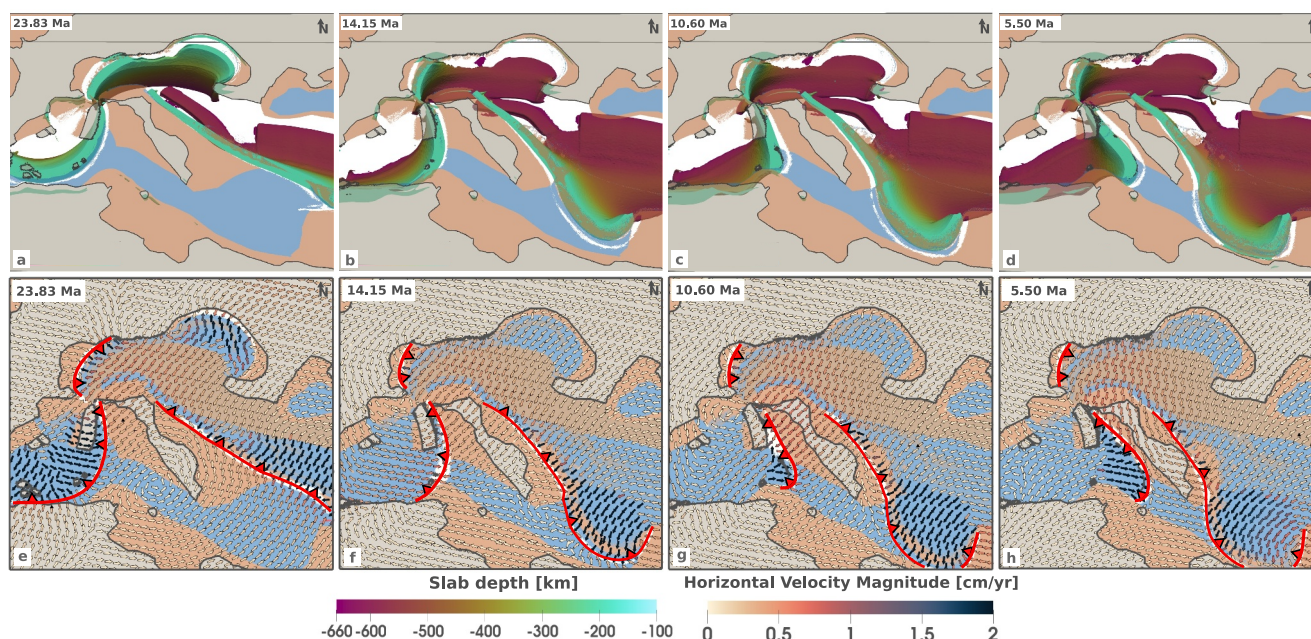 23.83 Ma
N
14.15 Ma
N
10.60 Ma
N
5.50 Ma
N
a
b
c
d
23.83 Ma
N
14.15 Ma
N
10.60 Ma
N
5.50 Ma
N
e
f
g
h
Slab depth [km]
Horizontal Velocity Magnitude [cm/yr]
-660 -600 -500 -400 -300 -200 -100
0 0.5 1 1.5 2